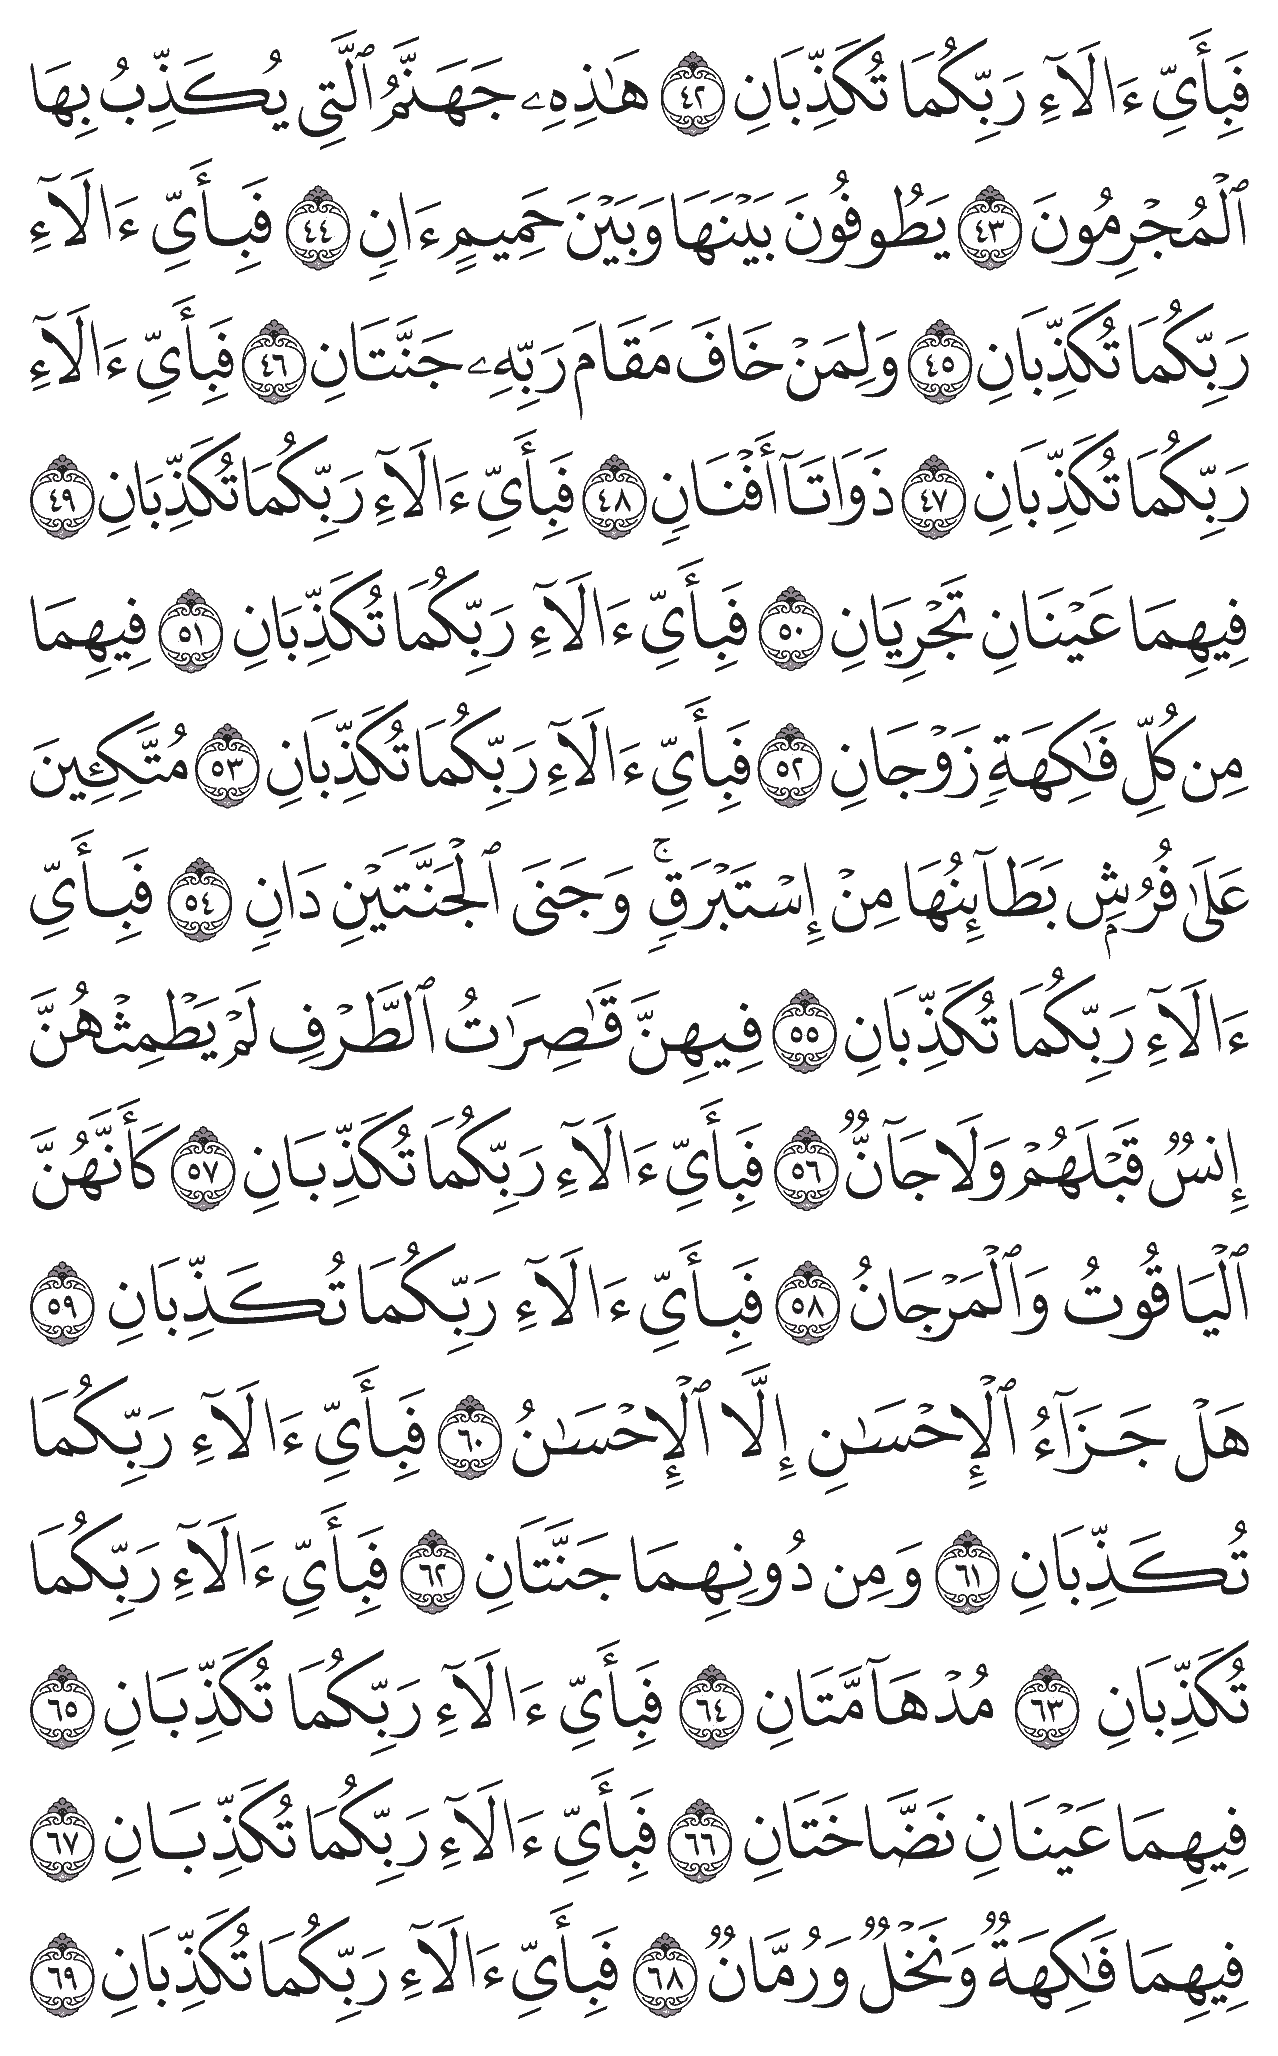 فَبِأَيِّ ءَالَآءِ رَبِّكُمَا تُكَذِّبَانِ ٤٢ هَٰذِهِۦ جَهَنَّمُ ٱلَّتِى يُكَذِّبُ بِهَا
ٱلْمُجْرِمُونَ ٤٣ يَطُوفُونَ بَيْنَهَا وَبَيْنَ حَمِيمٍ ءَانٍ ٤٤ فَبِأَيِّ ءَالَآءِ
رَبِّكُمَا تُكَذِّبَانِ ٤٥ وَلِمَنْ خَافَ مَقَامَ رَبِّهِۦ جَنَّتَانِ ٤٦ فَبِأَيِّ ءَالَآءِ
رَبِّكُمَا تُكَذِّبَانِ ٤٧ ذَوَاتَآ أَفْنَانٍ ٤٨ فَبِأَيِّ ءَالَآءِ رَبِّكُمَا تُكَذِّبَانِ ٤٩
فِيهِمَا عَيْنَانِ تَجْرِيَانِ ٥٠ فَبِأَيِّ ءَالَآءِ رَبِّكُمَا تُكَذِّبَانِ ٥١ فِيهِمَا
مِن كُلِّ فَٰكِهَةٍ زَوْجَانِ ٥٢ فَبِأَيِّ ءَالَآءِ رَبِّكُمَا تُكَذِّبَانِ ٥٣ مُتَّكِـِٔينَ
عَلَىٰ فُرُشٍۭ بَطَآئِنُهَا مِنْ إِسْتَبْرَقٍۚ وَجَنَى ٱلْجَنَّتَيْنِ دَانٍ ٥٤ فَبِأَيِّ
ءَالَآءِ رَبِّكُمَا تُكَذِّبَانِ ٥٥ فِيهِنَّ قَٰصِرَٰتُ ٱلطَّرْفِ لَمْ يَطْمِثْهُنَّ
إِنسٌ قَبْلَهُمْ وَلَا جَآنٌّ ٥٦ فَبِأَيِّ ءَالَآءِ رَبِّكُمَا تُكَذِّبَانِ ٥٧ كَأَنَّهُنَّ
ٱلْيَاقُوتُ وَٱلْمَرْجَانُ ٥٨ فَبِأَيِّ ءَالَآءِ رَبِّكُمَا تُكَذِّبَانِ ٥٩
هَلْ جَزَآءُ ٱلْإِحْسَٰنِ إِلَّا ٱلْإِحْسَٰنُ ٦٠ فَبِأَيِّ ءَالَآءِ رَبِّكُمَا
تُكَذِّبَانِ ٦١ وَمِن دُونِهِمَا جَنَّتَانِ ٦٢ فَبِأَيِّ ءَالَآءِ رَبِّكُمَا
تُكَذِّبَانِ ٦٣ مُدْهَآمَّتَانِ ٦٤ فَبِأَيِّ ءَالَآءِ رَبِّكُمَا تُكَذِّبَانِ ٦٥
فِيهِمَا عَيْنَانِ نَضَّاخَتَانِ ٦٦ فَبِأَيِّ ءَالَآءِ رَبِّكُمَا تُكَذِّبَانِ ٦٧
فِيهِمَا فَٰكِهَةٌ وَنَخْلٌ وَرُمَّانٌ ٦٨ فَبِأَيِّ ءَالَآءِ رَبِّكُمَا تُكَذِّبَانِ ٦٩